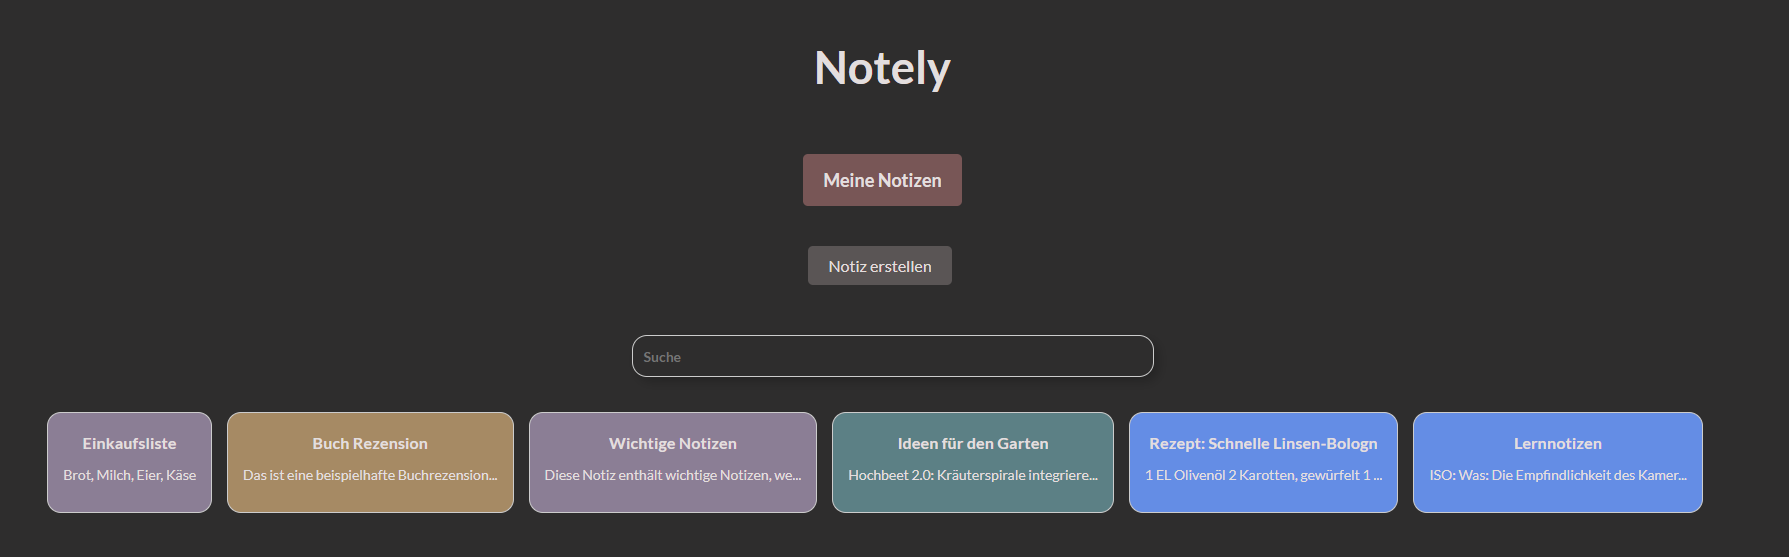 Notely
Meine Notizen
Notiz erstellen
Suche
Einkaufsliste
Brot, Milch, Eier, Käse
Buch Rezension
Das ist eine beispielhafte Buchrezension...
Wichtige Notizen
Diese Notiz enthält wichtige Notizen, we...
Ideen für den Garten
Hochbeet 2.0: Kräuterspirale integriere...
Rezept: Schnelle Linsen-Bologn
1 EL Olivenöl 2 Karotten, gewürfelt 1 ...
Lernnotizen
ISO: Was: Die Empfindlichkeit des Kamer...